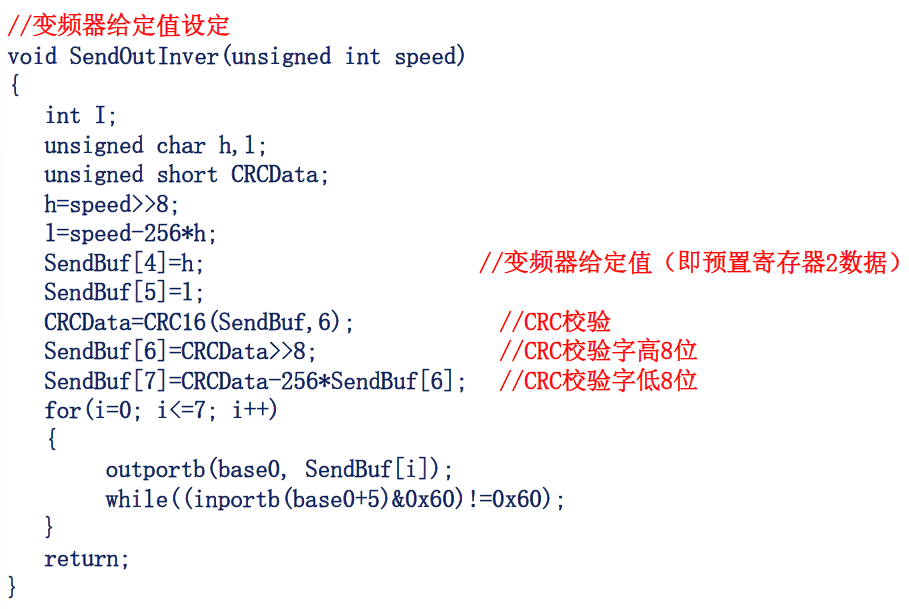 //变频器给定值设定
void SendOutInver(unsigned int speed)
{
int I;
unsigned char h,l;
unsigned short CRCData;
h=speed>>8;
l=speed-256*h;
SendBuf[4]=h; //变频器给定值（即预置寄存器2数据）
SendBuf[5]=l;
CRCData=CRC16(SendBuf,6); //CRC校验
SendBuf[6]=CRCData>>8; //CRC校验字高8位
SendBuf[7]=CRCData-256*SendBuf[6]; //CRC校验字低8位
for(i=0; i<=7; i++)
{
outportb(base0, SendBuf[i]);
while((inportb(base0+5)&0x60)!=0x60);
}
return;
}